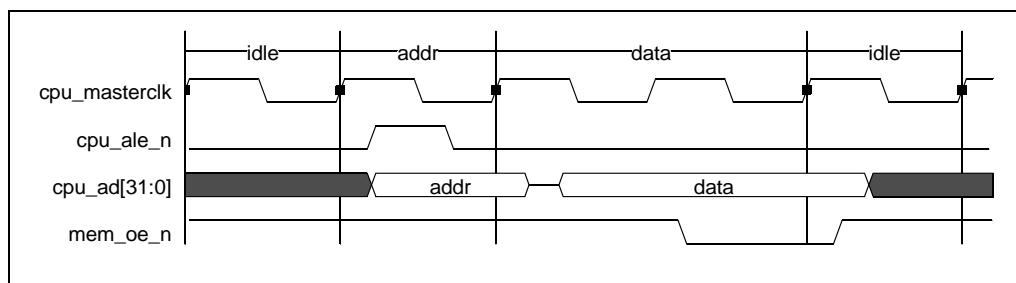 idle addr data idle
cpu_masterclk
cpu_ale_n
cpu_ad[31:0] addr data
mem_oe_n